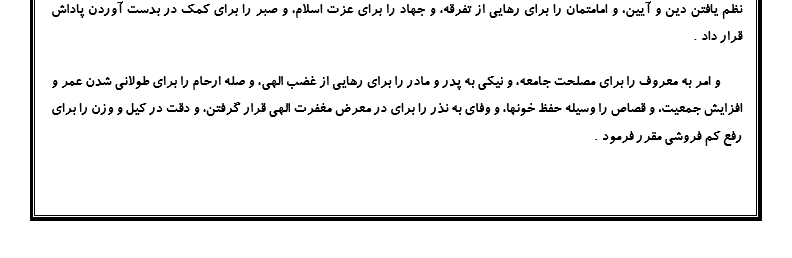 نظم یافتن دین و آیین، و امامتمان را برای رهایی از تفرقه، و جهاد را برای عزت اسلام، و صبر را برای کمک در بدست آوردن پاداش
قرار داد .
و امر به معروف را برای مصلحت جامعه، و نیکی به پدر و مادر را برای رهایی از غضب الهی، و صله ارحام را برای طولانی شدن عمر و
افزایش جمعیت، و قصاص را وسیله حفظ خونها، و وفای به نذر را برای در معرض مغفرت الهی قرار گرفتن، و دقت در کیل و وزن را برای
رفع کم فروشی مقرر فرمود .